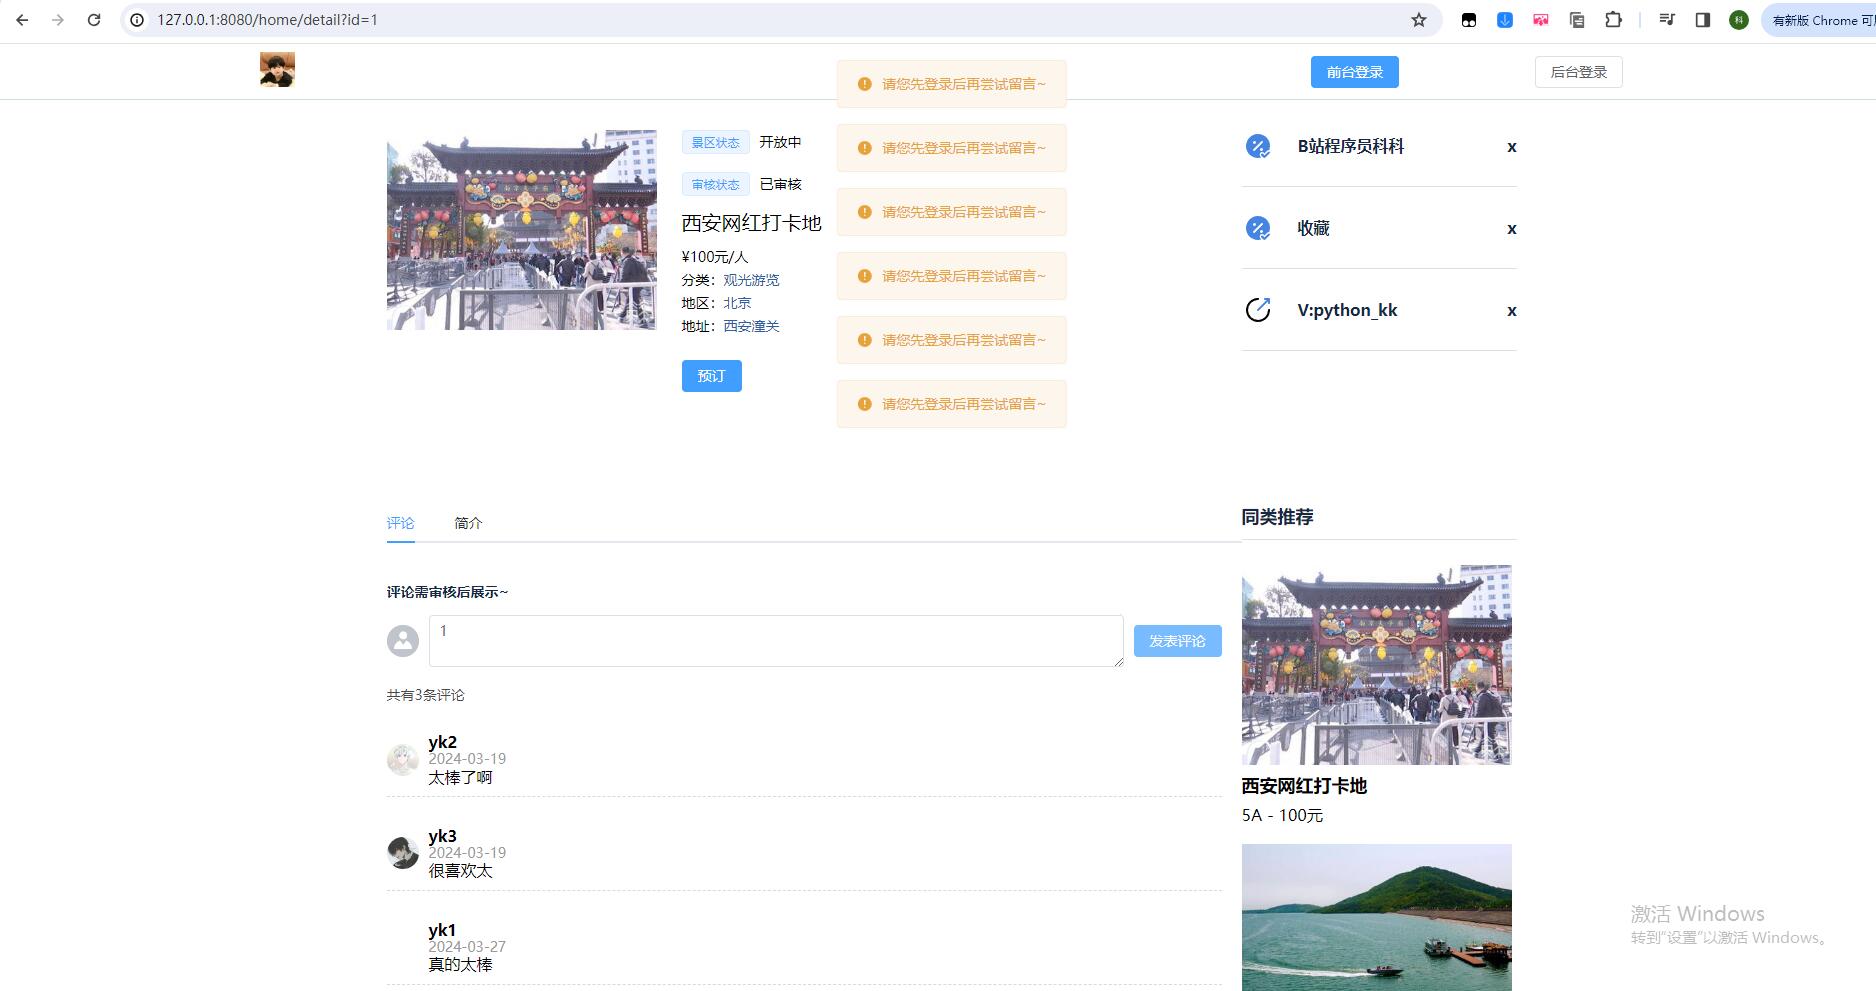 127.0.0.1:8080/home/detail?id=1
科
有新版 Chrome 可
前台登录
后台登录
请您先登录后再尝试留言~
请您先登录后再尝试留言~
请您先登录后再尝试留言~
请您先登录后再尝试留言~
请您先登录后再尝试留言~
请您先登录后再尝试留言~
景区状态 开放中
审核状态 已审核
西安网红打卡地
¥100元/人
分类：观光游览
地区：北京
地址：西安潼关
预订
B站程序员科科 x
收藏 x
V:python_kk x
评论 简介
评论需审核后展示~
1
发表评论
共有3条评论
yk2
2024-03-19
太棒了啊
yk3
2024-03-19
很喜欢太
yk1
2024-03-27
真的太棒
同类推荐
西安网红打卡地
5A - 100元
激活 Windows
转到"设置"以激活 Windows。